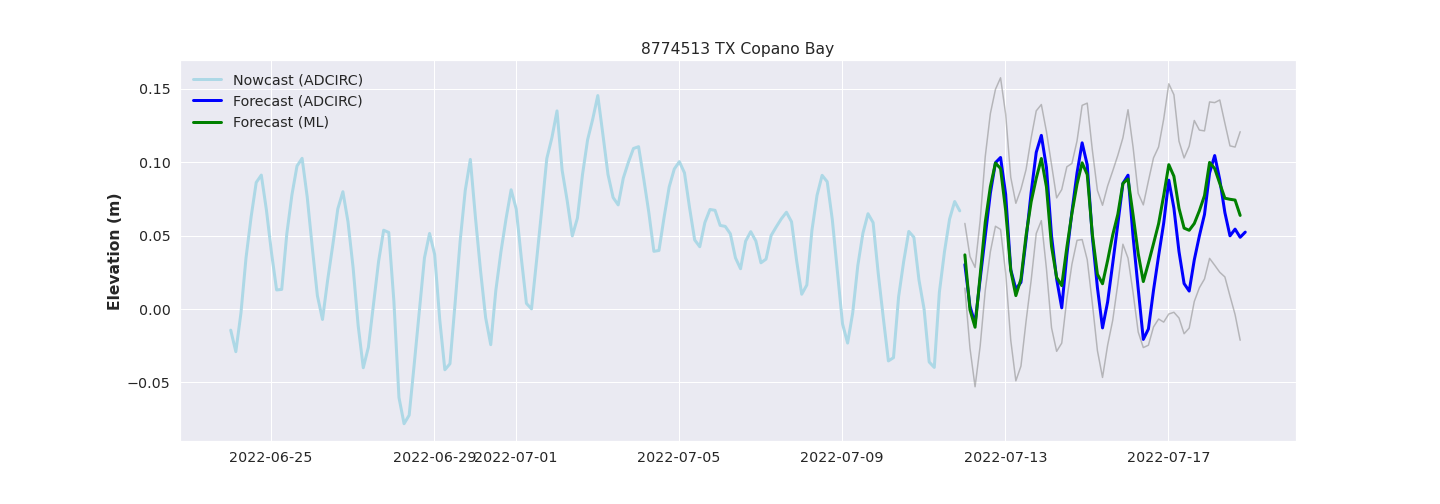 8774513 TX Copano Bay
Nowcast (ADCIRC)
Forecast (ADCIRC)
Forecast (ML)
Elevation (m)
0.15
0.10
0.05
0.00
−0.05
2022-06-25
2022-06-29
2022-07-01
2022-07-05
2022-07-09
2022-07-13
2022-07-17